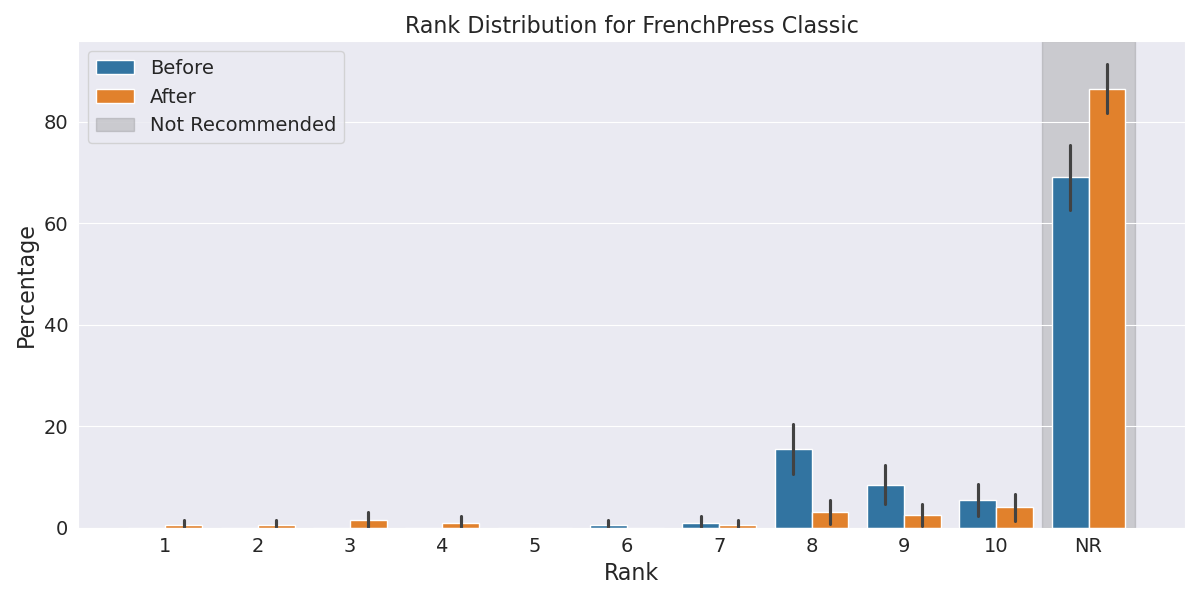 Rank Distribution for FrenchPress Classic
Before
After
Not Recommended
Percentage
80
60
40
20
0
1 2 3 4 5 6 7 8 9 10 NR
Rank